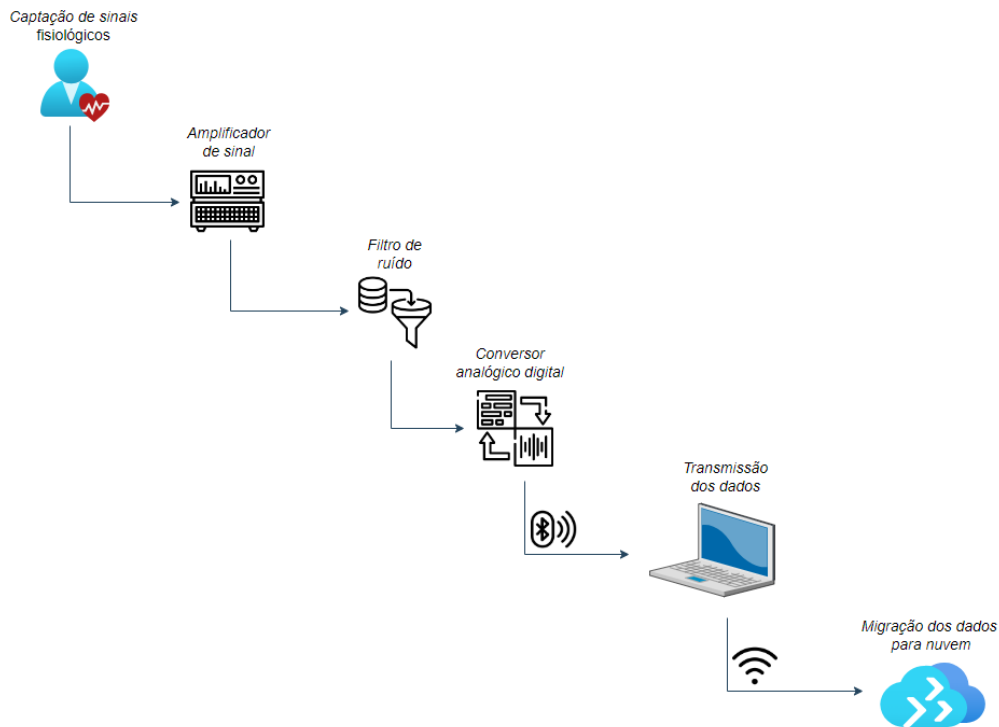 Captação de sinais
fisiológicos
Amplificador
de sinal
Filtro de
ruído
Conversor
analógico digital
Transmissão
dos dados
Migração dos dados
para nuvem